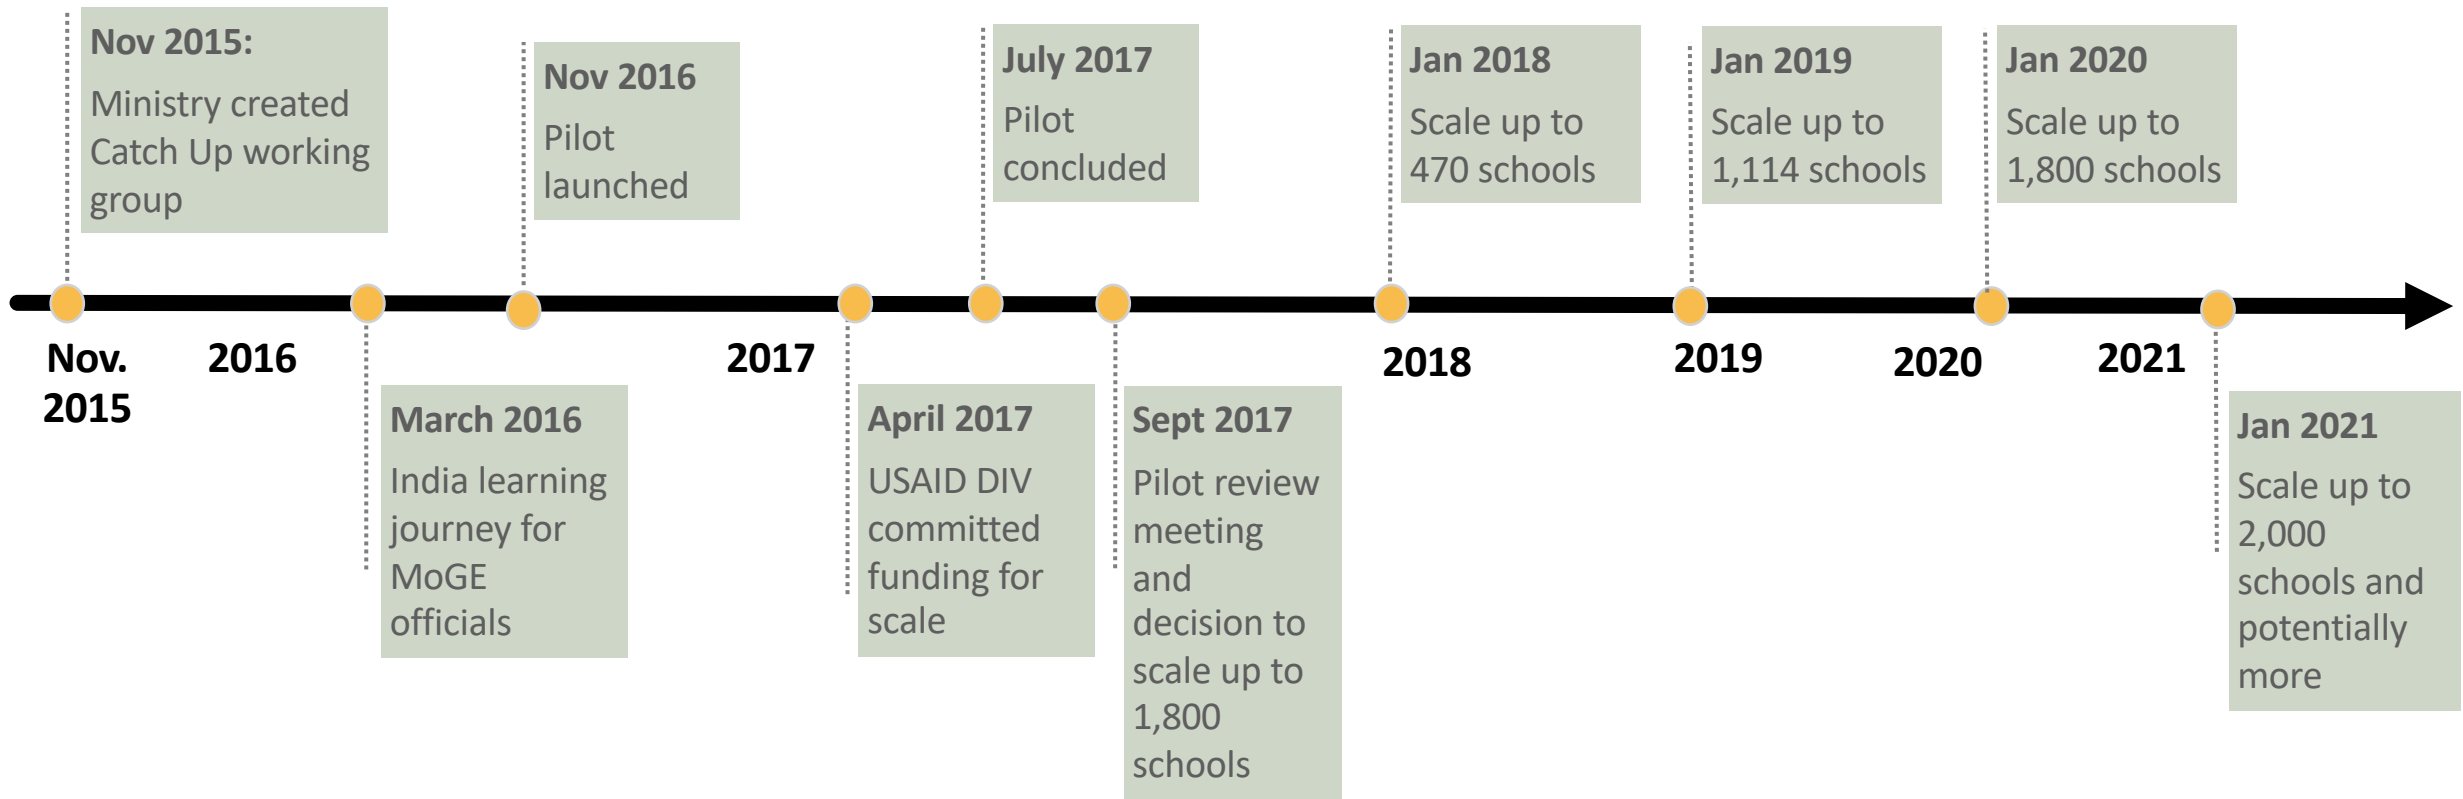 Nov 2015:
Ministry created
Catch Up working
group
Nov 2016
Pilot
launched
July 2017
Pilot
concluded
Jan 2018
Scale up to
470 schools
Jan 2019
Scale up to
1,114 schools
Jan 2020
Scale up to
1,800 schools
Nov.
2015
2016
2017
2018
2019
2020
2021
March 2016
India learning
journey for
MoGE
officials
April 2017
USAID DIV
committed
funding for
scale
Sept 2017
Pilot review
meeting
and
decision to
scale up to
1,800
schools
Jan 2021
Scale up to
2,000
schools and
potentially
more